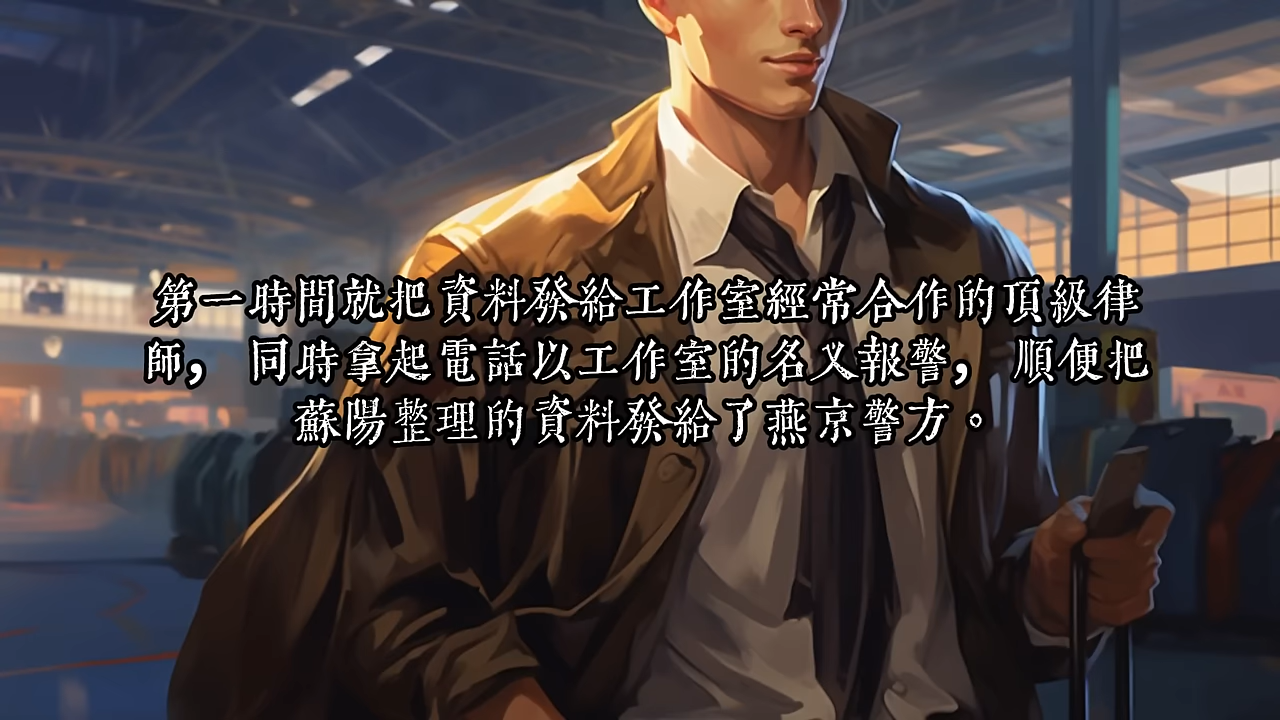 第一時間就把資料發給工作室經常合作的頂級律
師， 同時拿起電話以工作室的名义報警， 順便把
蘇陽整理的資料發給了燕京警方。